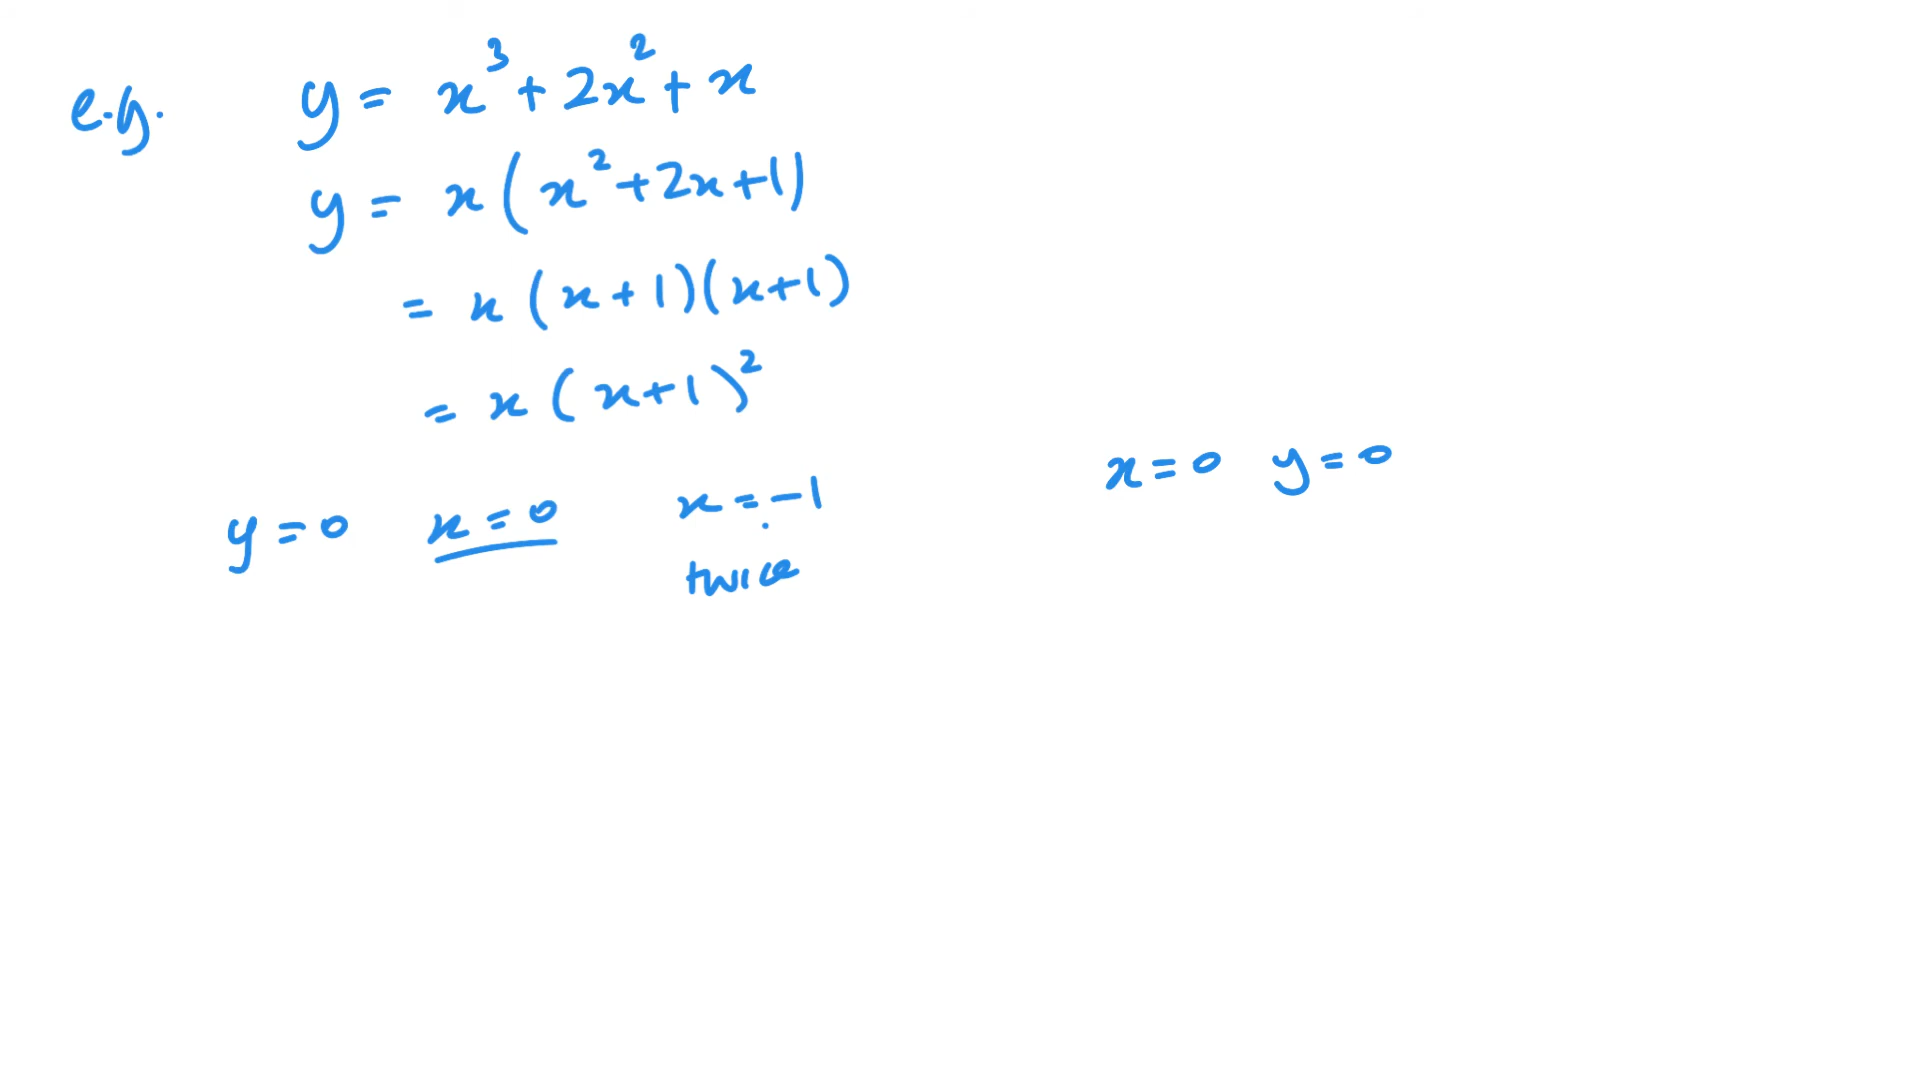 e.g. y = x³ + 2x² + x
y = x(x² + 2x + 1)
= x(x + 1)(x + 1)
= x(x + 1)²
y = 0 x = 0 x = -1
twice
x = 0 y = 0